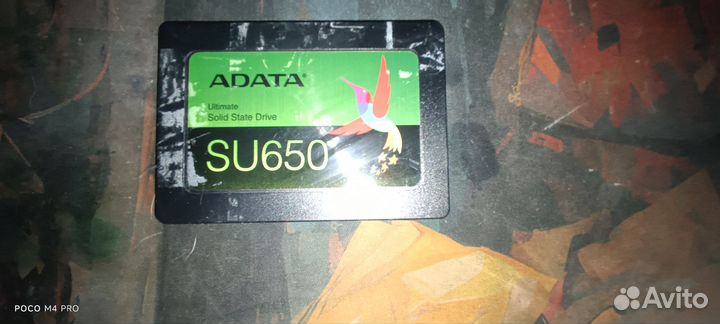 ADATA
Ultimate
Solid State Drive
SU650
POCO M4 PRO
Avito